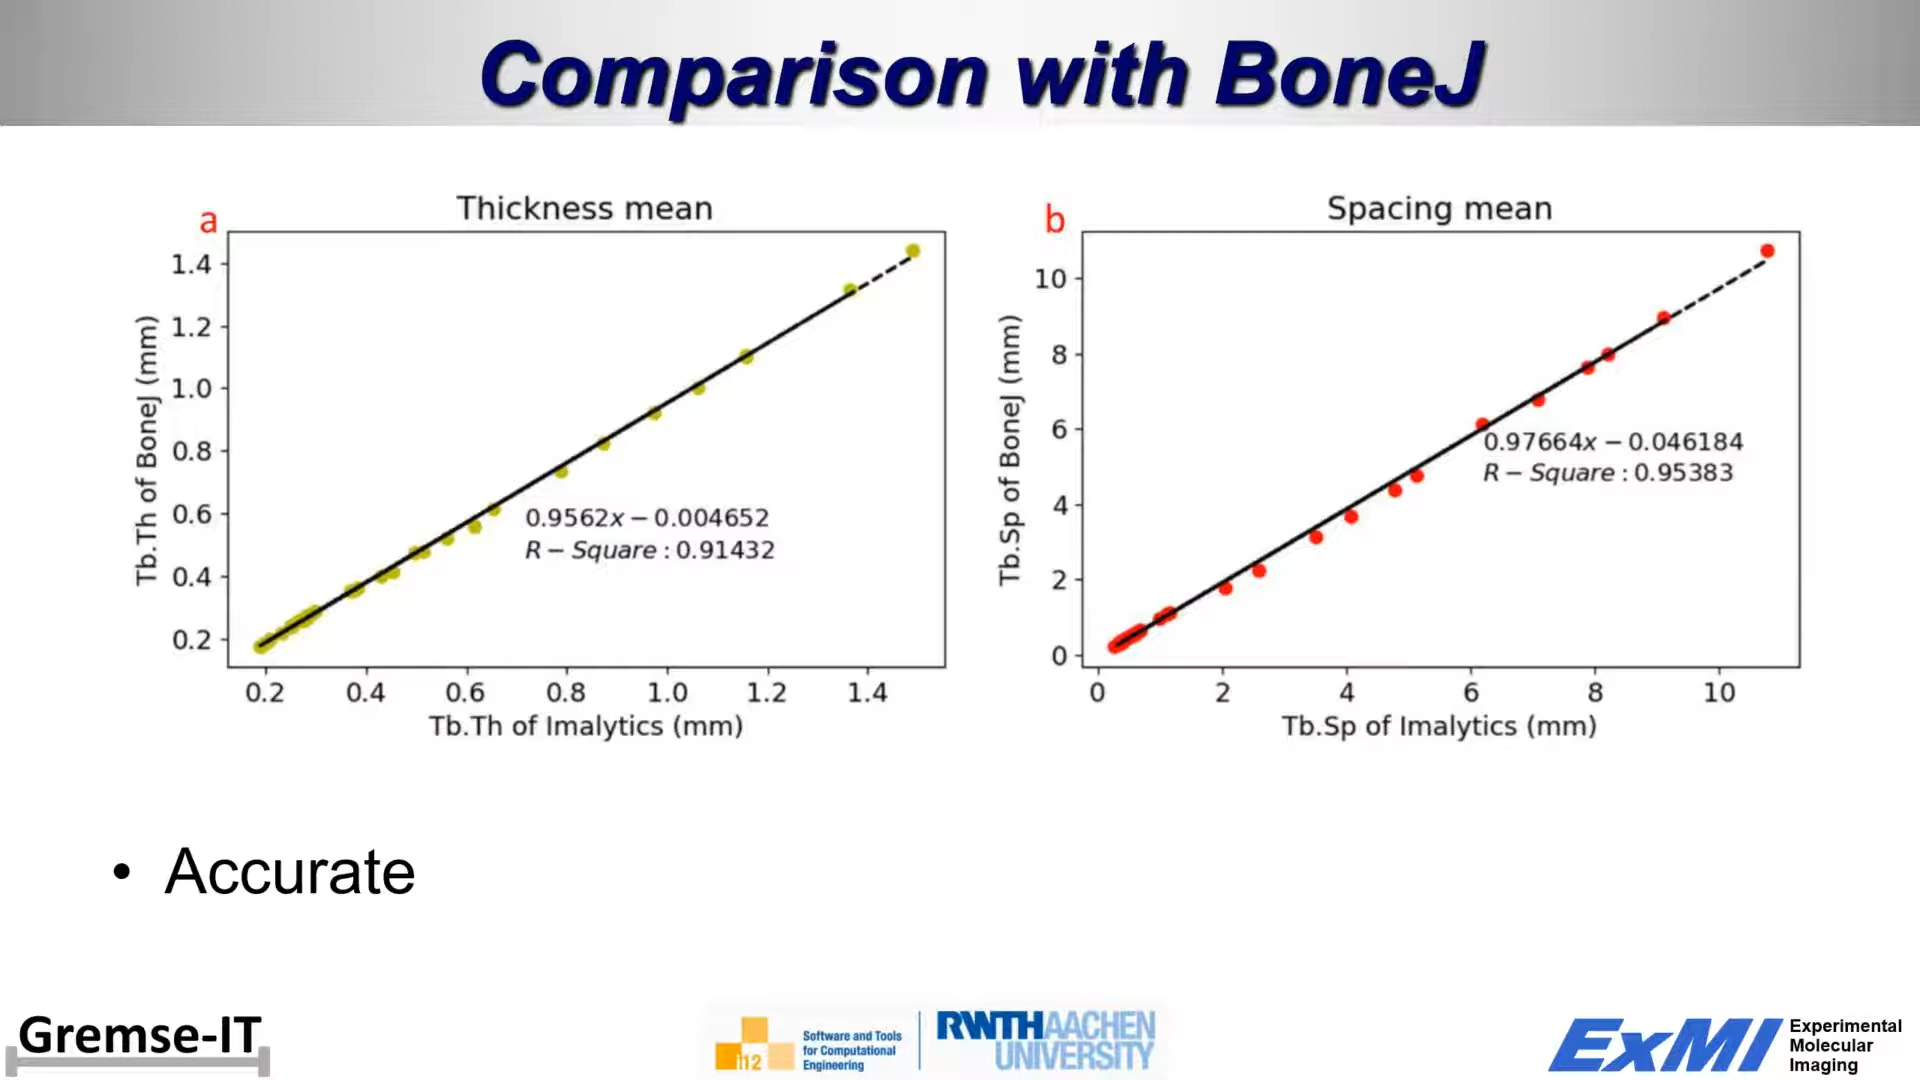 Comparison with BoneJ
a
Thickness mean
1.4
1.2
1.0
0.8
0.6
0.4
0.2
Tb.Th of BoneJ (mm)
0.9562x − 0.004652
R − Square : 0.91432
0.2 0.4 0.6 0.8 1.0 1.2 1.4
Tb.Th of Imalytics (mm)
b
Spacing mean
10
8
6
4
2
0
Tb.Sp of BoneJ (mm)
0.97664x − 0.046184
R − Square : 0.95383
0 2 4 6 8 10
Tb.Sp of Imalytics (mm)
• Accurate
Gremse-IT
i12
Software and Tools
for Computational
Engineering
RWTH AACHEN
UNIVERSITY
ExMI
Experimental
Molecular
Imaging